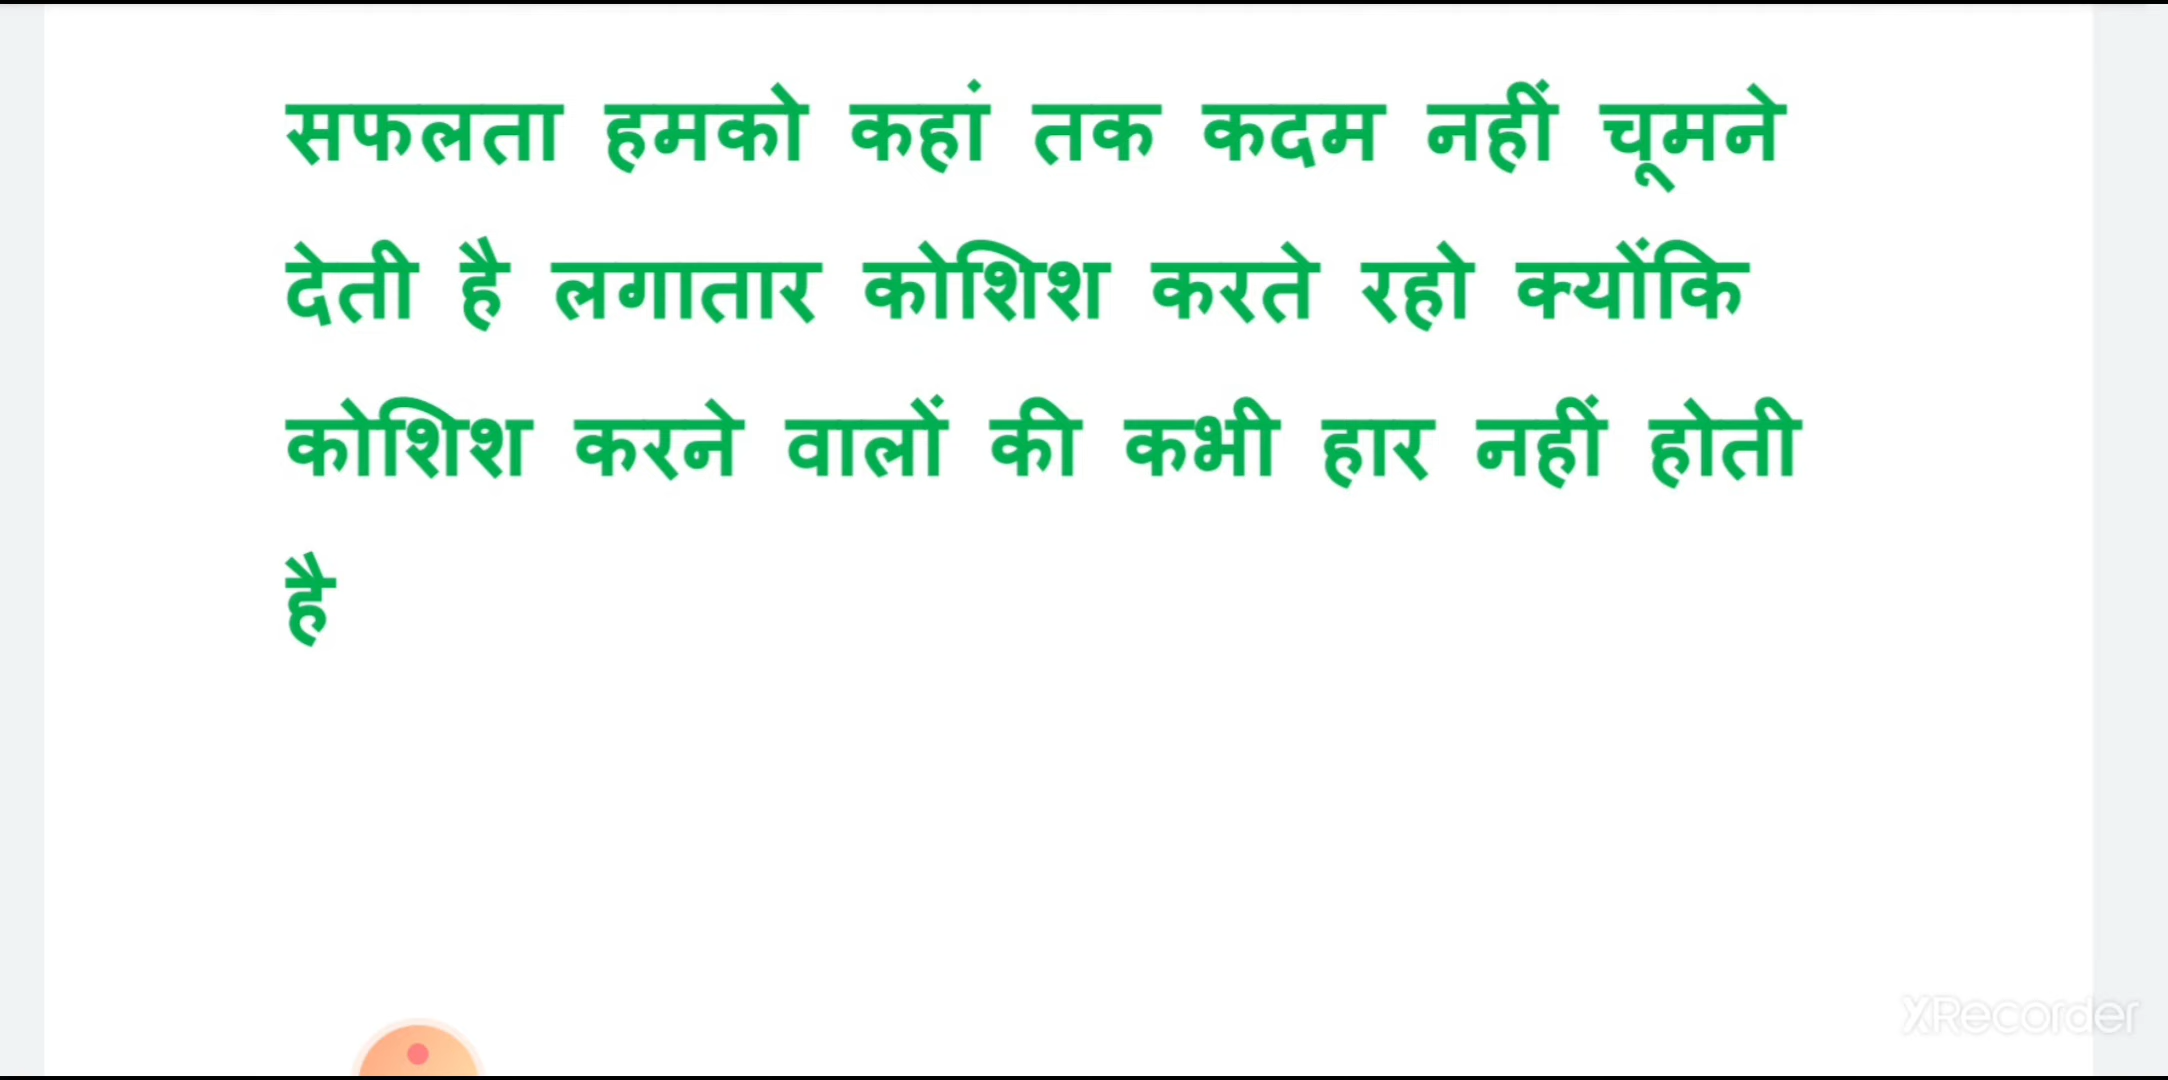 सफलता हमको कहां तक कदम नहीं चूमने
देती है लगातार कोशिश करते रहो क्योंकि
कोशिश करने वालों की कभी हार नहीं होती
है
XRecorder